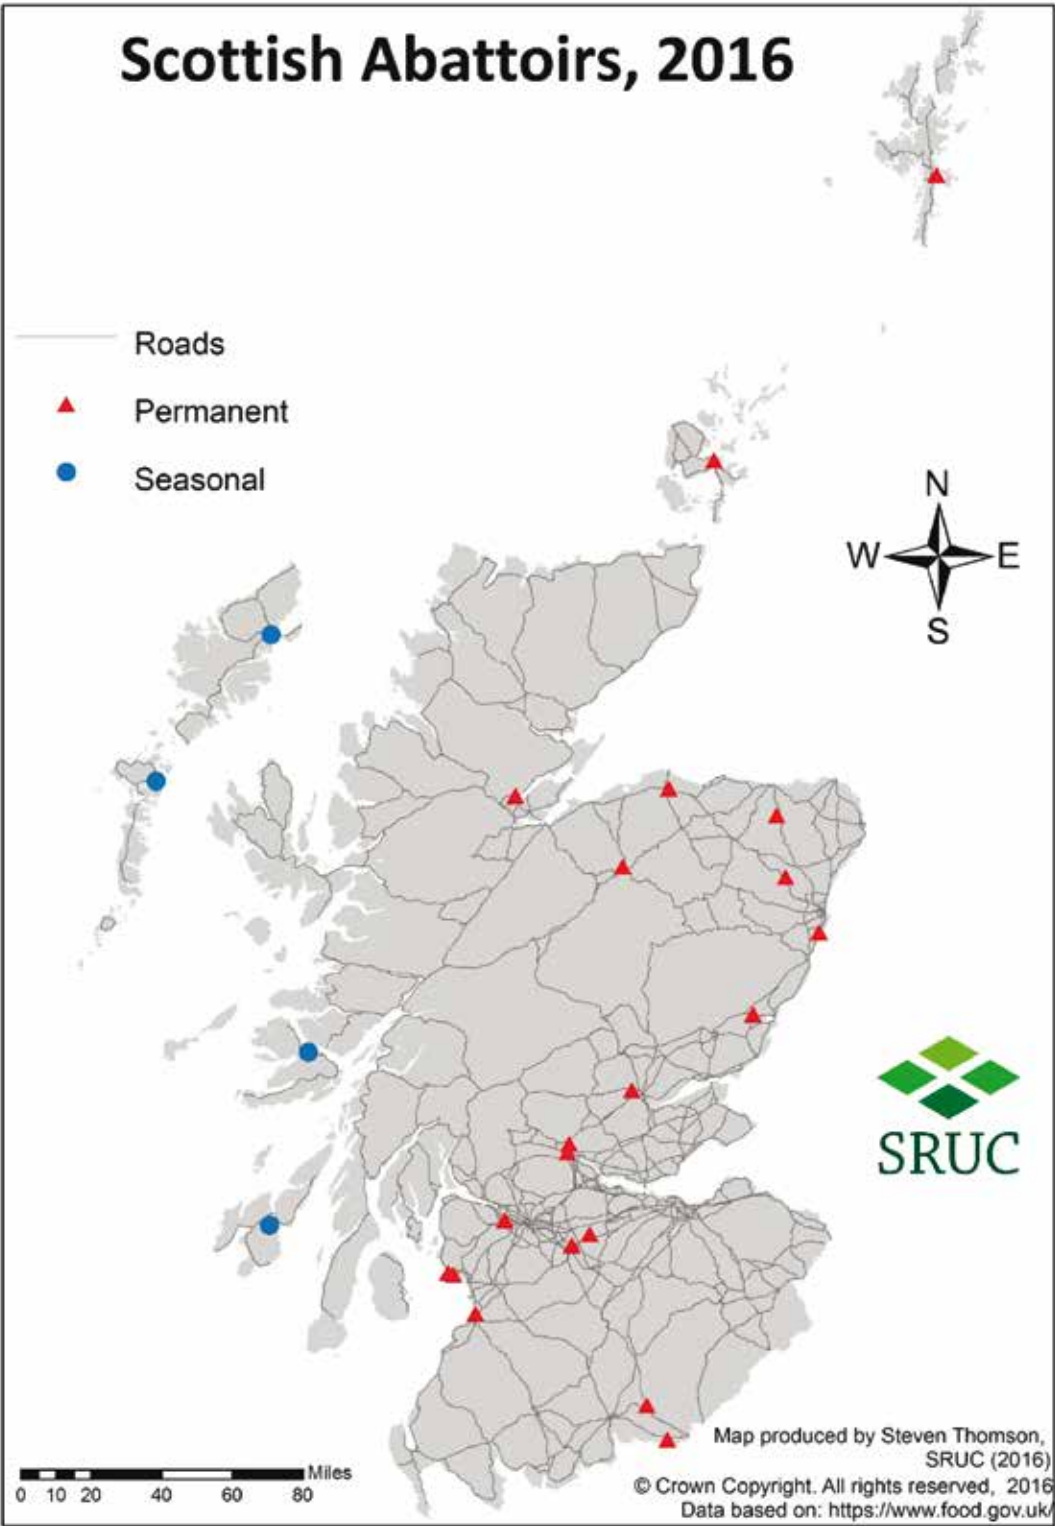 Scottish Abattoirs, 2016
Roads
Permanent
Seasonal
N
W
E
S
SRUC
Map produced by Steven Thomson,
SRUC (2016)
© Crown Copyright. All rights reserved, 2016
Data based on: https://www.food.gov.uk/
Miles
0 10 20 40 60 80